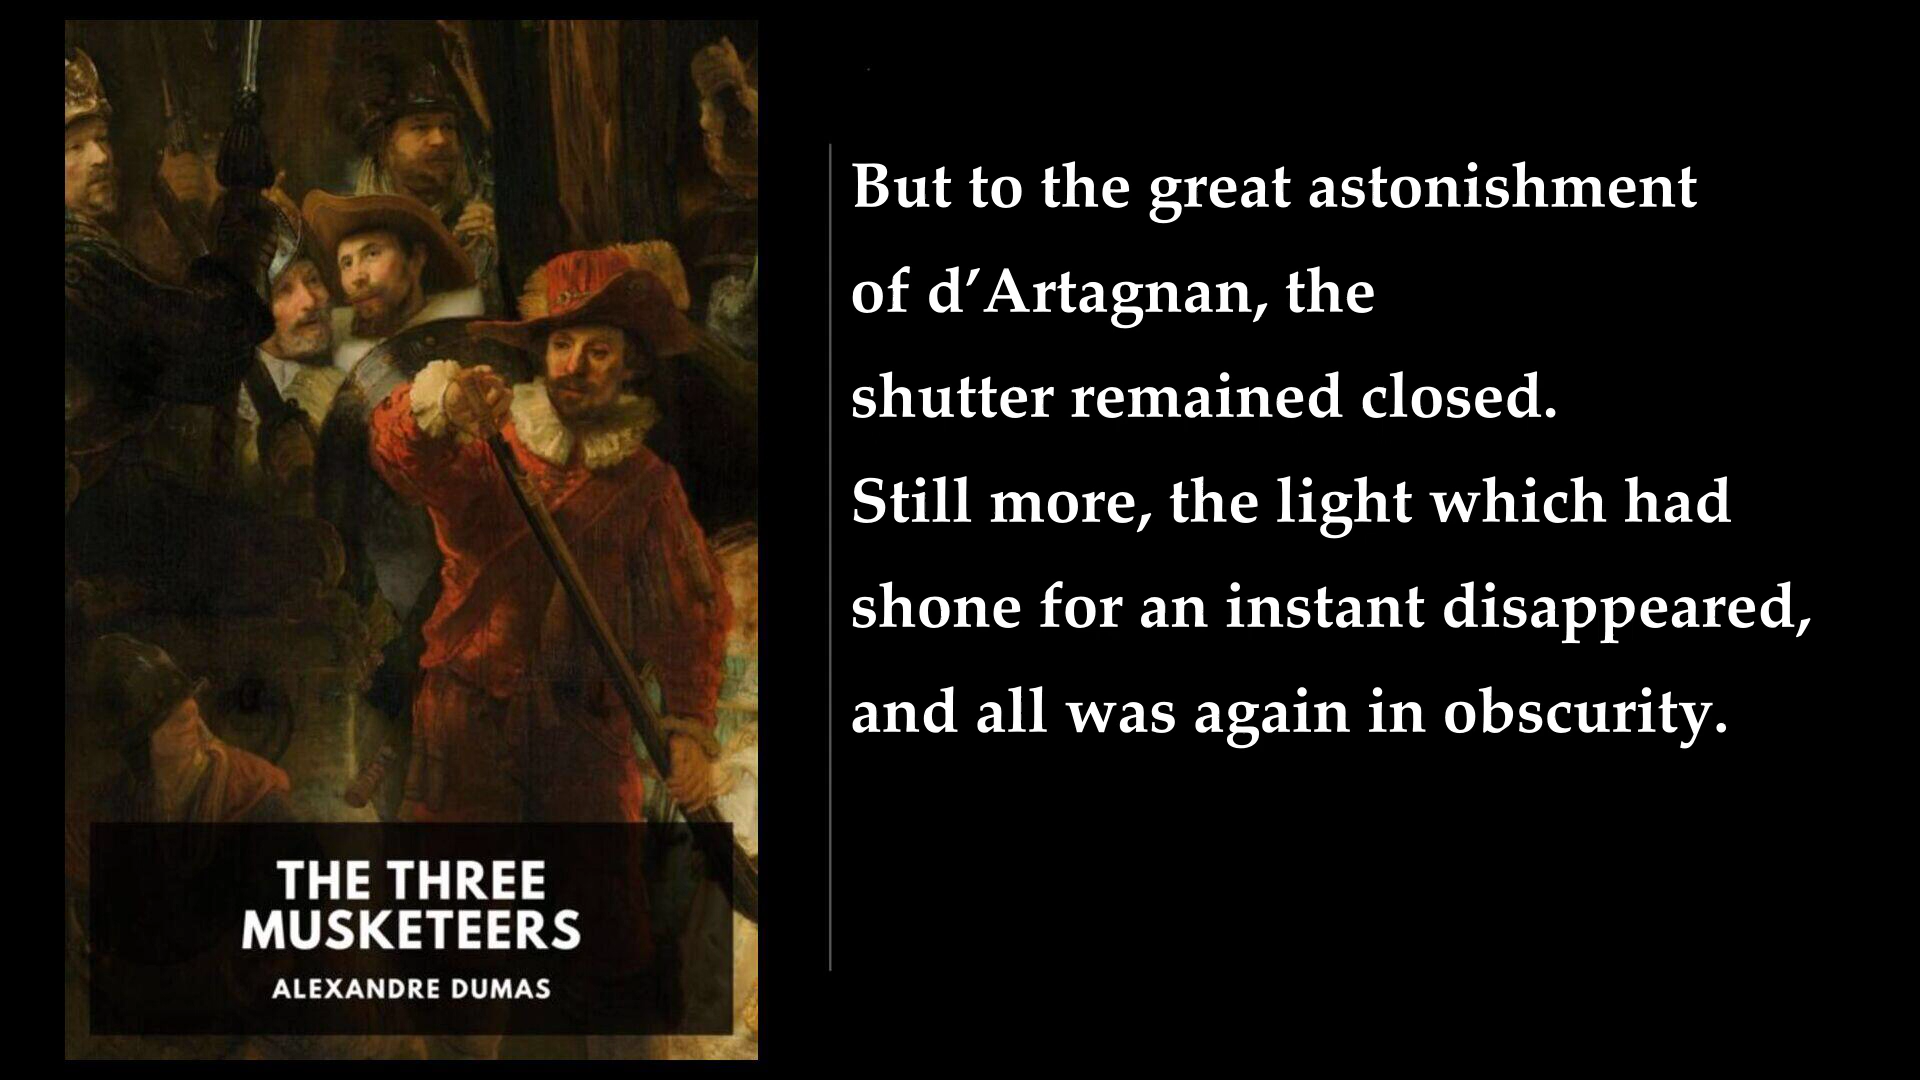 THE THREE
MUSKETEERS
ALEXANDRE DUMAS
But to the great astonishment
of d’Artagnan, the
shutter remained closed.
Still more, the light which had
shone for an instant disappeared,
and all was again in obscurity.